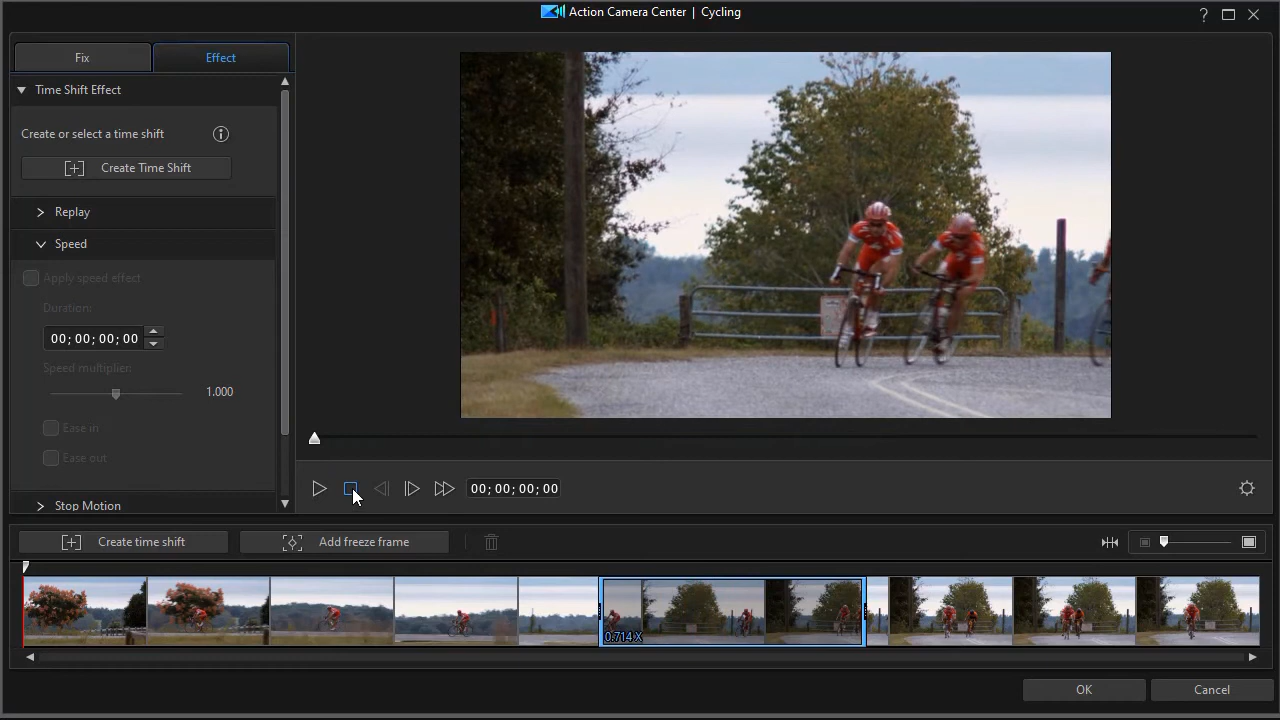 Action Camera Center | Cycling
?
Fix
Effect
Time Shift Effect
Create or select a time shift
Create Time Shift
Replay
Speed
Apply speed effect
Duration:
00; 00; 00; 00
Speed multiplier:
1.000
Ease in
Ease out
Stop Motion
00; 00; 00; 00
Create time shift
Add freeze frame
0.714 X
OK
Cancel